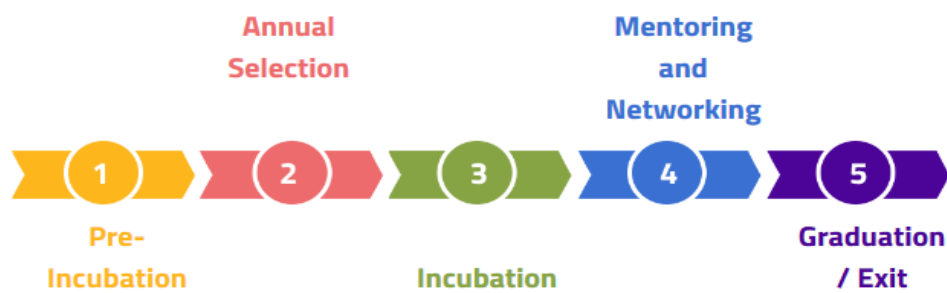 Annual
Selection
Mentoring
and
Networking
1
2
3
4
5
Pre-
Incubation
Incubation
Graduation
/ Exit